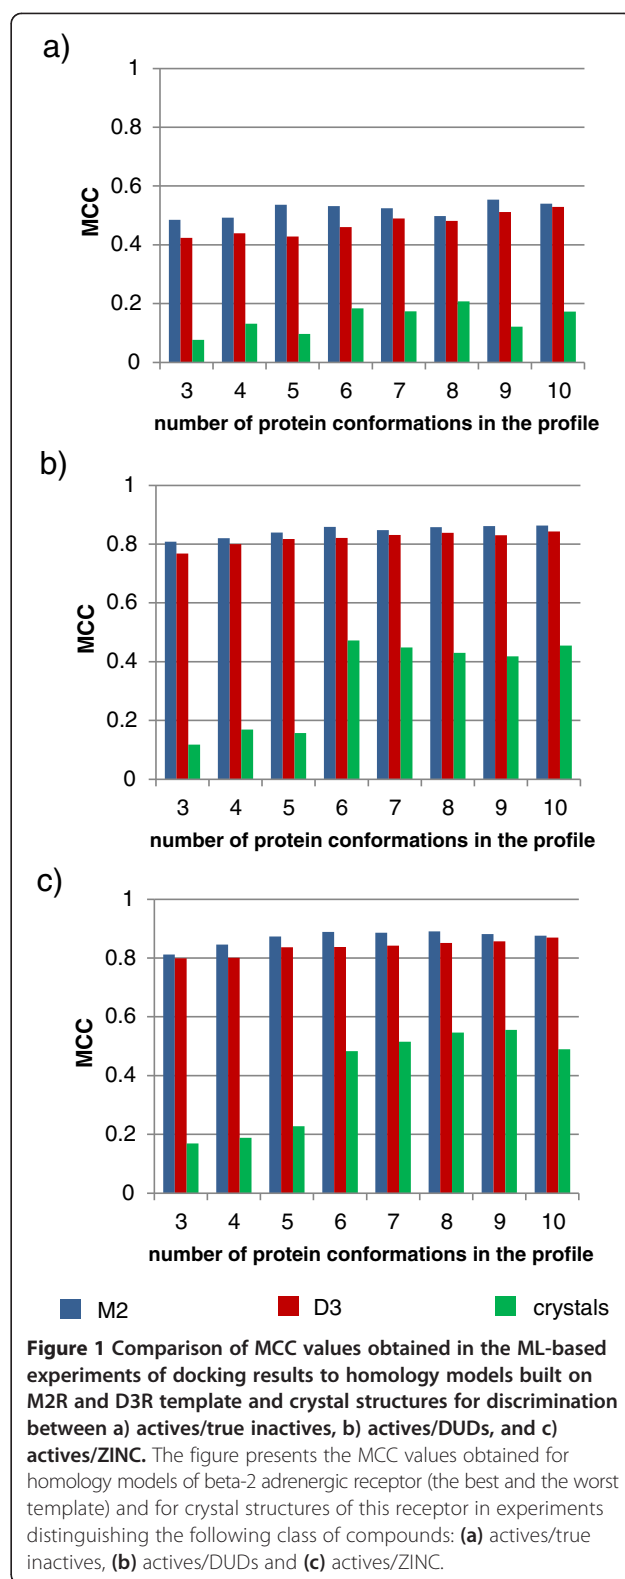 a)
1
0.8
0.6
0.4
0.2
0
MCC
3 4 5 6 7 8 9 10
number of protein conformations in the profile
b)
1
0.8
0.6
0.4
0.2
0
MCC
3 4 5 6 7 8 9 10
number of protein conformations in the profile
c)
1
0.8
0.6
0.4
0.2
0
MCC
3 4 5 6 7 8 9 10
number of protein conformations in the profile
M2 D3 crystals
Figure 1 Comparison of MCC values obtained in the ML-based
experiments of docking results to homology models built on
M2R and D3R template and crystal structures for discrimination
between a) actives/true inactives, b) actives/DUDs, and c)
actives/ZINC. The figure presents the MCC values obtained for
homology models of beta-2 adrenergic receptor (the best and the worst
template) and for crystal structures of this receptor in experiments
distinguishing the following class of compounds: (a) actives/true
inactives, (b) actives/DUDs and (c) actives/ZINC.